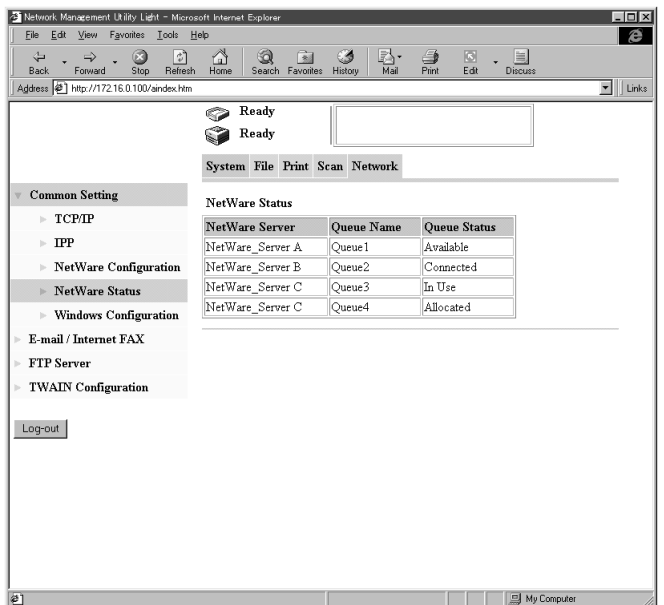 Network Management Utility Light - Microsoft Internet Explorer
File Edit View Favorites Tools Help
Back Forward Stop Refresh Home Search Favorites History Mail Print Edit Discuss
Address http://172.16.0.100/aindex.htm Links
Ready
Ready
System File Print Scan Network
Common Setting
TCP/IP
IPP
NetWare Configuration
NetWare Status
Windows Configuration
E-mail / Internet FAX
FTP Server
TWAIN Configuration
Log-out
NetWare Status
NetWare Server Queue Name Queue Status
NetWare_Server A Queue1 Available
NetWare_Server B Queue2 Connected
NetWare_Server C Queue3 In Use
NetWare_Server C Queue4 Allocated
My Computer